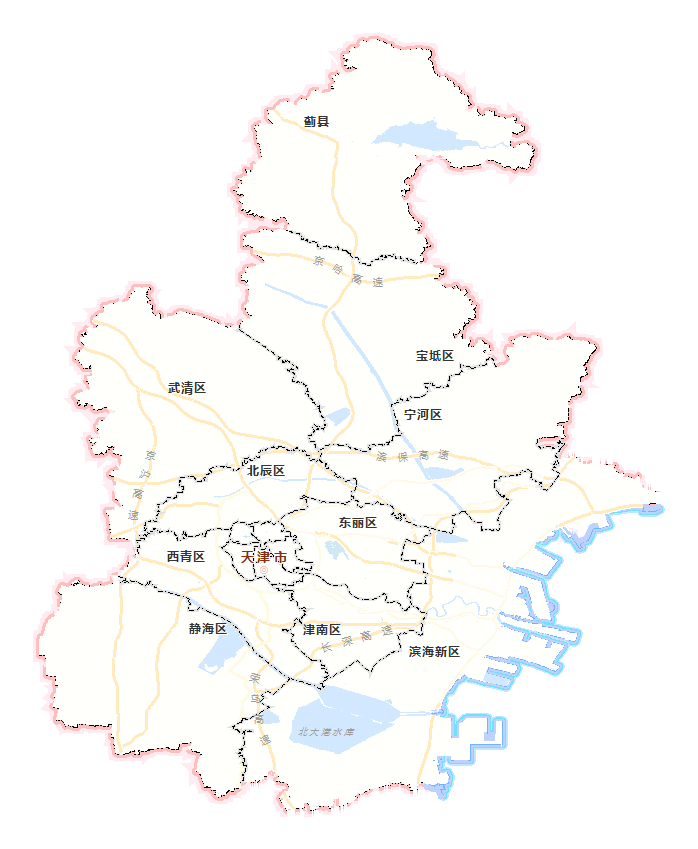 蓟县
京哈高速
宝坻区
武清区
宁河区
京沪高速
滨保高速
北辰区
东丽区
西青区
天津市
静海区
津南区
长深高速
滨海新区
荣乌高速
北大港水库